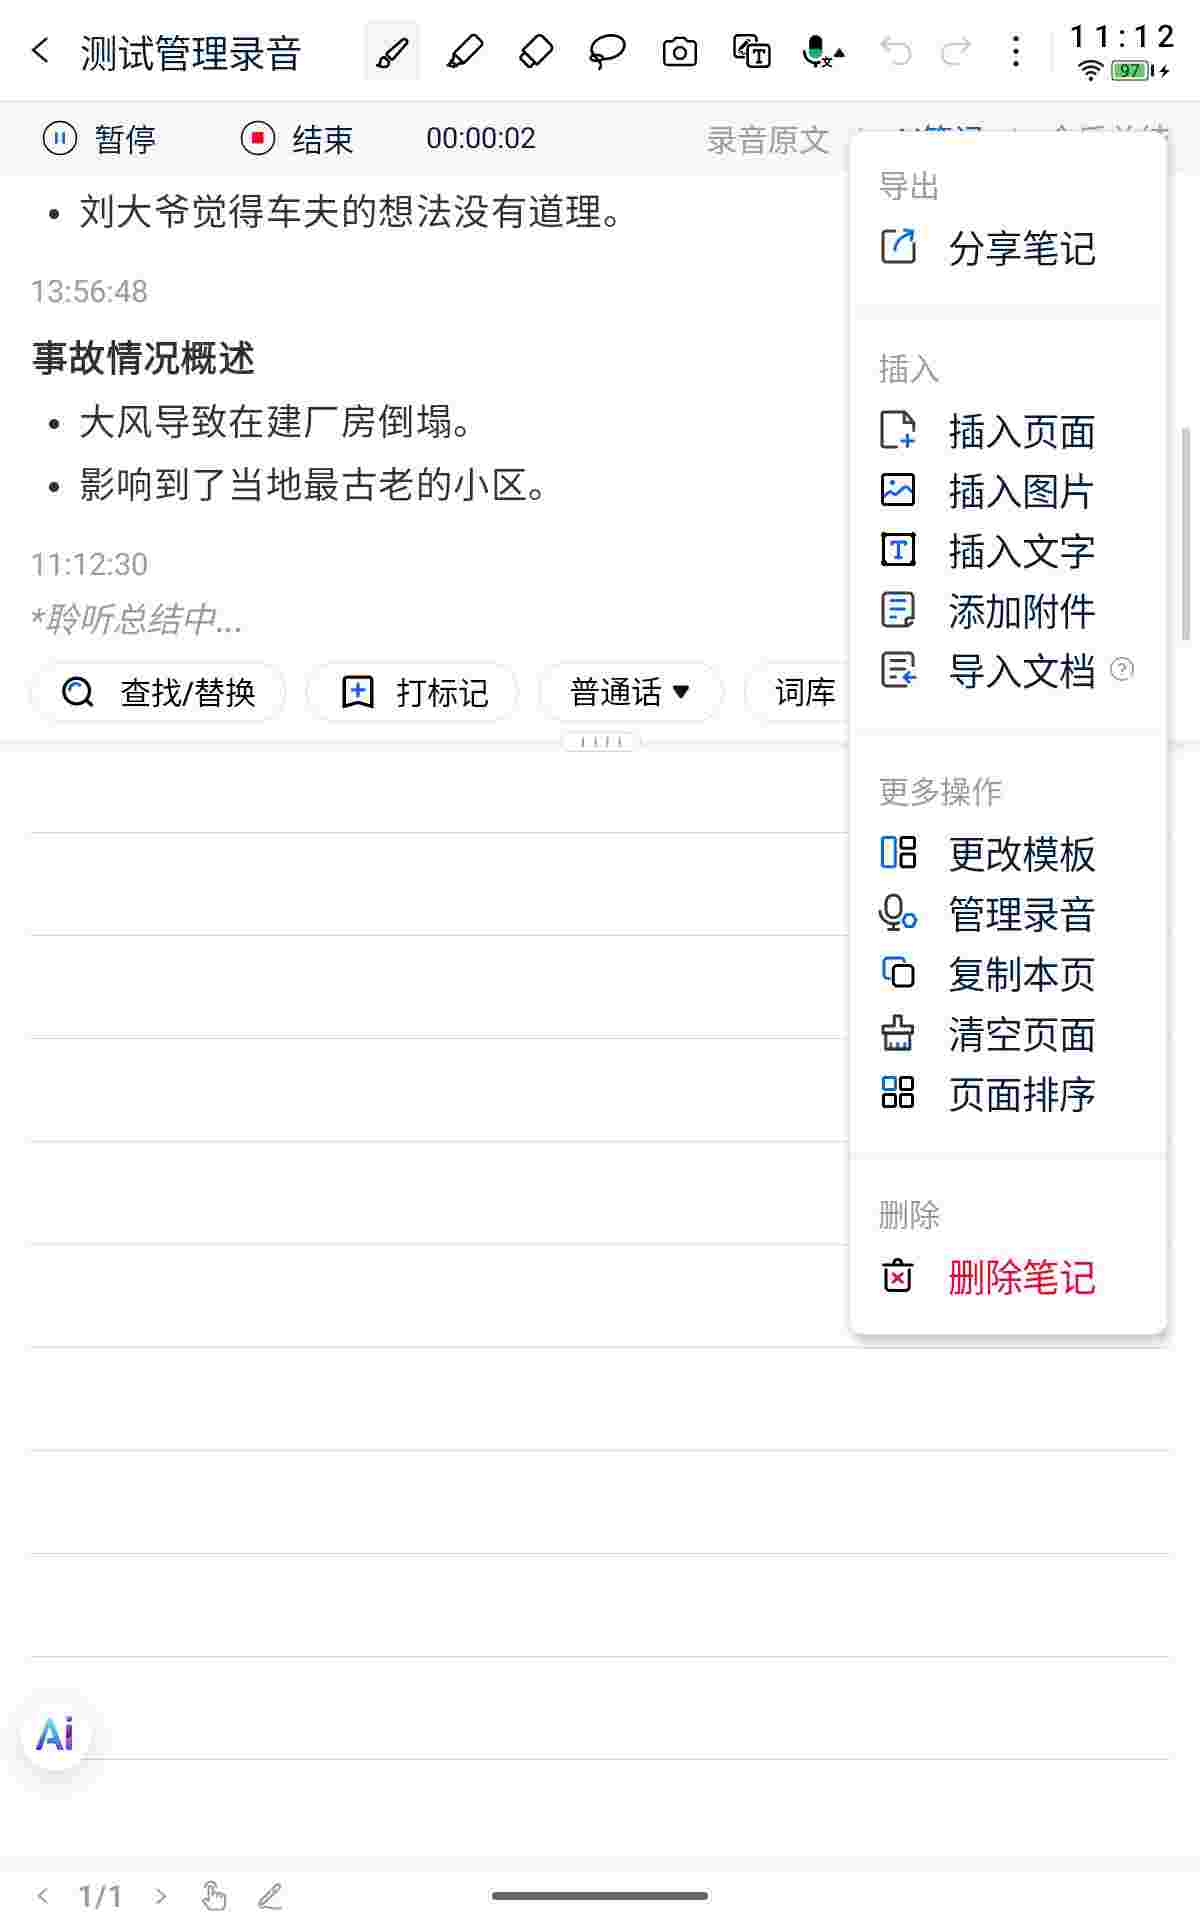 测试管理录音
11:12
97
暂停
结束
00:00:02
录音原文
刘大爷觉得车夫的想法没有道理。
13:56:48
事故情况概述
大风导致在建厂房倒塌。
影响到了当地最古老的小区。
11:12:30
*聆听总结中...
查找/替换
打标记
普通话
词库
导出
分享笔记
插入
插入页面
插入图片
插入文字
添加附件
导入文档
更多操作
更改模板
管理录音
复制本页
清空页面
页面排序
删除
删除笔记
Ai
1/1